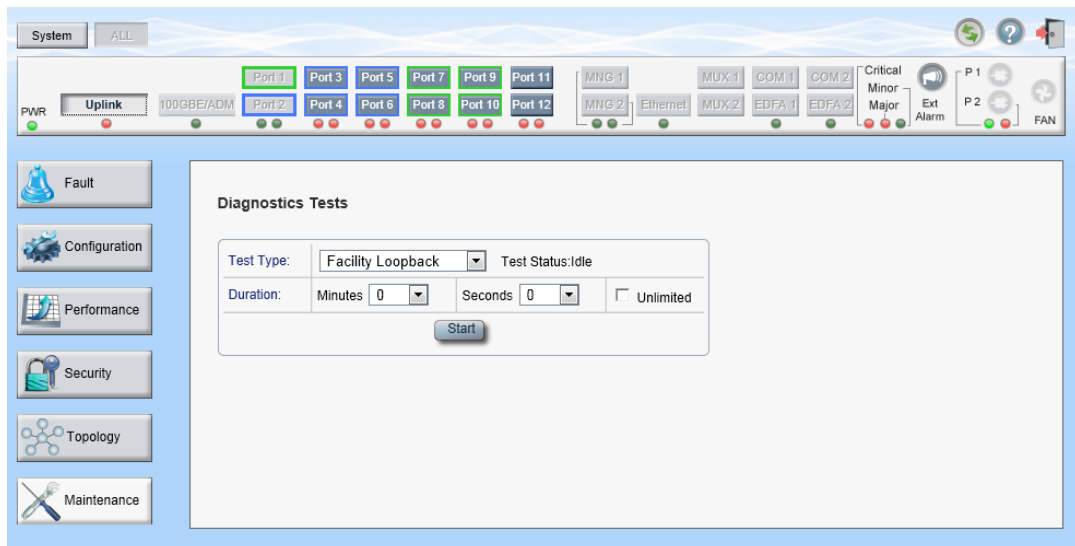 System ALL
Port 1 Port 3 Port 5 Port 7 Port 9 Port 11 MNG 1 MUX 1 COM 1 COM 2 Critical P 1
Minor
PWR Uplink 100GBE/ADM Port 2 Port 4 Port 6 Port 8 Port 10 Port 12 MNG 2 Ethernet MUX 2 EDFA 1 EDFA 2 Major Ext Alarm P 2 FAN
Fault
Configuration
Performance
Security
Topology
Maintenance
Diagnostics Tests
Test Type: Facility Loopback Test Status:Idle
Duration: Minutes 0 Seconds 0 Unlimited
Start